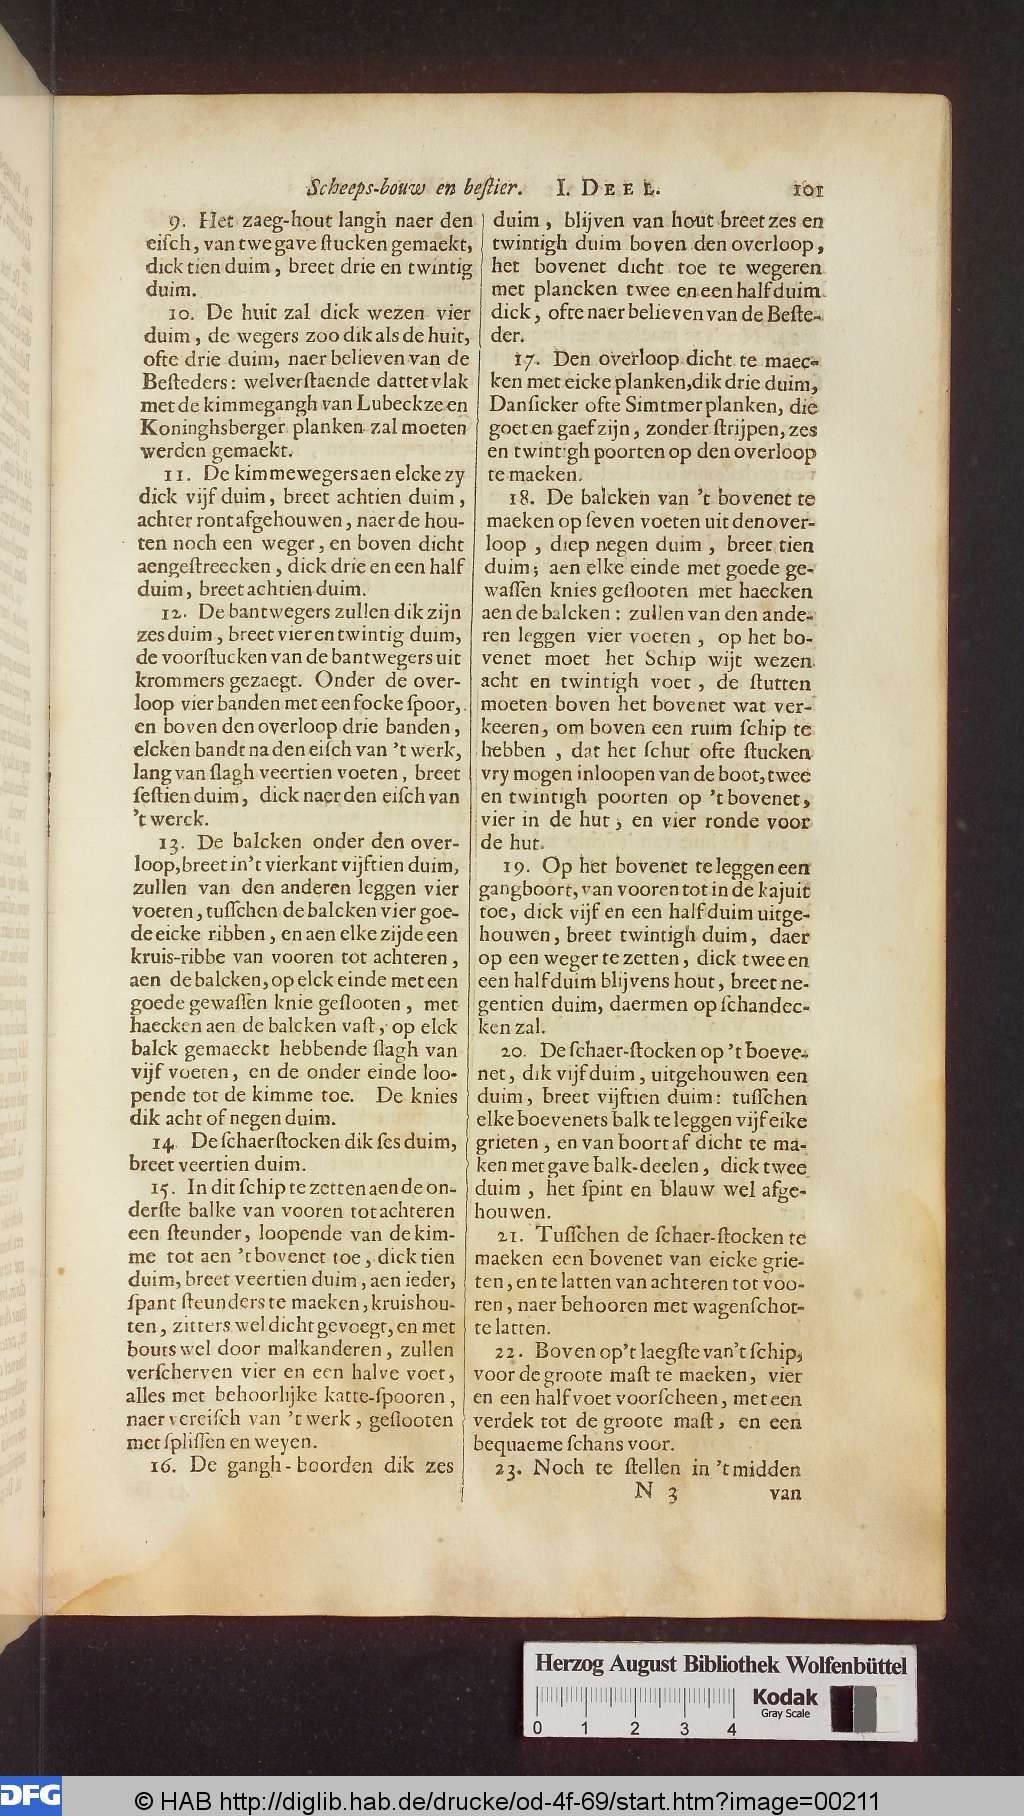 Scheeps-bouw en beſtier. I. DEEL. 101
9. Het zaeg-hout langh naer den
eiſch, van twe gave ſtucken gemaekt,
dick tien duim, breet drie en twintig
duim.
10. De huit zal dick wezen vier
duim, de wegers zoo dik als de huit,
ofte drie duim, naer believen van de
Beſteders: welverſtaende dattet vlak
met de kimmegangh van Lubeckze en
Koninghsberger planken zal moeten
werden gemaekt.
11. De kimmewegers aen elcke zy
dick vijf duim, breet achtien duim,
achter ront afgehouwen, naer de hou-
ten noch een weger, en boven dicht
aengeſtreecken, dick drie en een half
duim, breet achtien duim.
12. De bantwegers zullen dik zijn
zes duim, breet vier en twintig duim,
de voorſtucken van de bantwegers uit
krommers gezaegt. Onder de over-
loop vier banden met een focke ſpoor,
en boven den overloop drie banden,
elcken bandt na den eiſch van 't werk,
lang van ſlagh veertien voeten, breet
ſeſtien duim, dick naer den eiſch van
't werck.
13. De balcken onder den over-
loop, breet in't vierkant vijftien duim,
zullen van den anderen leggen vier
voeten, tuſſchen de balcken vier goe-
de eicke ribben, en aen elke zijde een
kruis-ribbe van vooren tot achteren,
aen de balcken, op elck einde met een
goede gewaſſen knie geſlooten, met
haecken aen de balcken vaſt, op elck
balck gemaeckt hebbende ſlagh van
vijf voeten, en de onder einde loo-
pende tot de kimme toe. De knies
dik acht of negen duim.
14. De ſchaerſtocken dik ſes duim,
breet veertien duim.
15. In dit ſchip te zetten aen de on-
derſte balke van vooren tot achteren
een ſteunder, loopende van de kim-
me tot aen 't bovenet toe, dick tien
duim, breet veertien duim, aen ieder,
ſpant ſteunders te maeken, kruishou-
ten, zitters wel dicht gevoegt, en met
bouts wel door malkanderen, zullen
verſcherven vier en een halve voet,
alles met behoorlijke katte-ſpooren,
naer vereiſch van 't werk, geſlooten
met ſpliſſen en weyen.
16. De gangh-boorden dik zes
duim, blijven van hout breet zes en
twintigh duim boven den overloop,
het bovenet dicht toe te wegeren
met plancken twee en een half duim
dick, ofte naer believen van de Beſte-
der.
17. Den overloop dicht te maec-
ken met eicke planken, dik drie duim,
Danſicker ofte Simtmer planken, die
goet en gaef zijn, zonder ſtrijpen, zes
en twintigh poorten op den overloop
te maeken.
18. De balcken van 't bovenet te
maeken op ſeven voeten uit den over-
loop, diep negen duim, breet tien
duim; aen elke einde met goede ge-
waſſen knies geſlooten met haecken
aen de balcken: zullen van den ande-
ren leggen vier voeten, op het bo-
venet moet het Schip wijt wezen
acht en twintigh voet, de ſtutten
moeten boven het bovenet wat ver-
keeren, om boven een ruim ſchip te
hebben, dat het ſchut ofte ſtucken
vry mogen inloopen van de boot, twee
en twintigh poorten op 't bovenet,
vier in de hut, en vier ronde voor
de hut.
19. Op het bovenet te leggen een
gangboort, van vooren tot in de kajuit
toe, dick vijf en een half duim uitge-
houwen, breet twintigh duim, daer
op een weger te zetten, dick twee en
een half duim blijvens hout, breet ne-
gentien duim, daermen op ſchandec-
ken zal.
20. De ſchaer-ſtocken op 't boeve-
net, dik vijf duim, uitgehouwen een
duim, breet vijftien duim: tuſſchen
elke boevenets balk te leggen vijf eike
grieten, en van boort af dicht te ma-
ken met gave balk-deelen, dick twee
duim, het ſpint en blauw wel afge-
houwen.
21. Tuſſchen de ſchaer-ſtocken te
maeken een bovenet van eicke grie-
ten, en te latten van achteren tot voo-
ren, naer behooren met wagenſchot-
te latten.
22. Boven op't laegſte van't ſchip,
voor de groote maſt te maeken, vier
en een half voet voorſcheen, met een
verdek tot de groote maſt, en een
bequaeme ſchans voor.
23. Noch te ſtellen in 't midden
N 3 van
Herzog August Bibliothek Wolfenbüttel
0 1 2 3 4
Kodak
Gray Scale
DFG
© HAB http://diglib.hab.de/drucke/od-4f-69/start.htm?image=00211